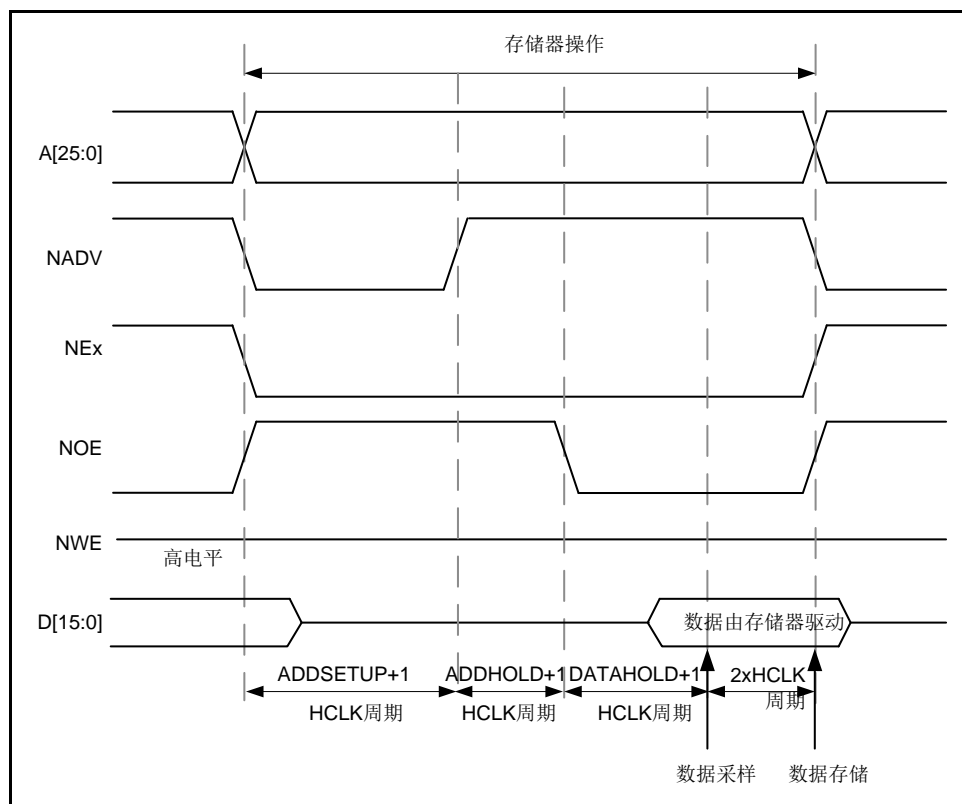 存储器操作
A[25:0]
NADV
NEx
NOE
NWE
高电平
D[15:0]
数据由存储器驱动
ADDSETUP+1
ADDHOLD+1
DATAHOLD+1
2xHCLK
HCLK周期
HCLK周期
HCLK周期
周期
数据采样
数据存储